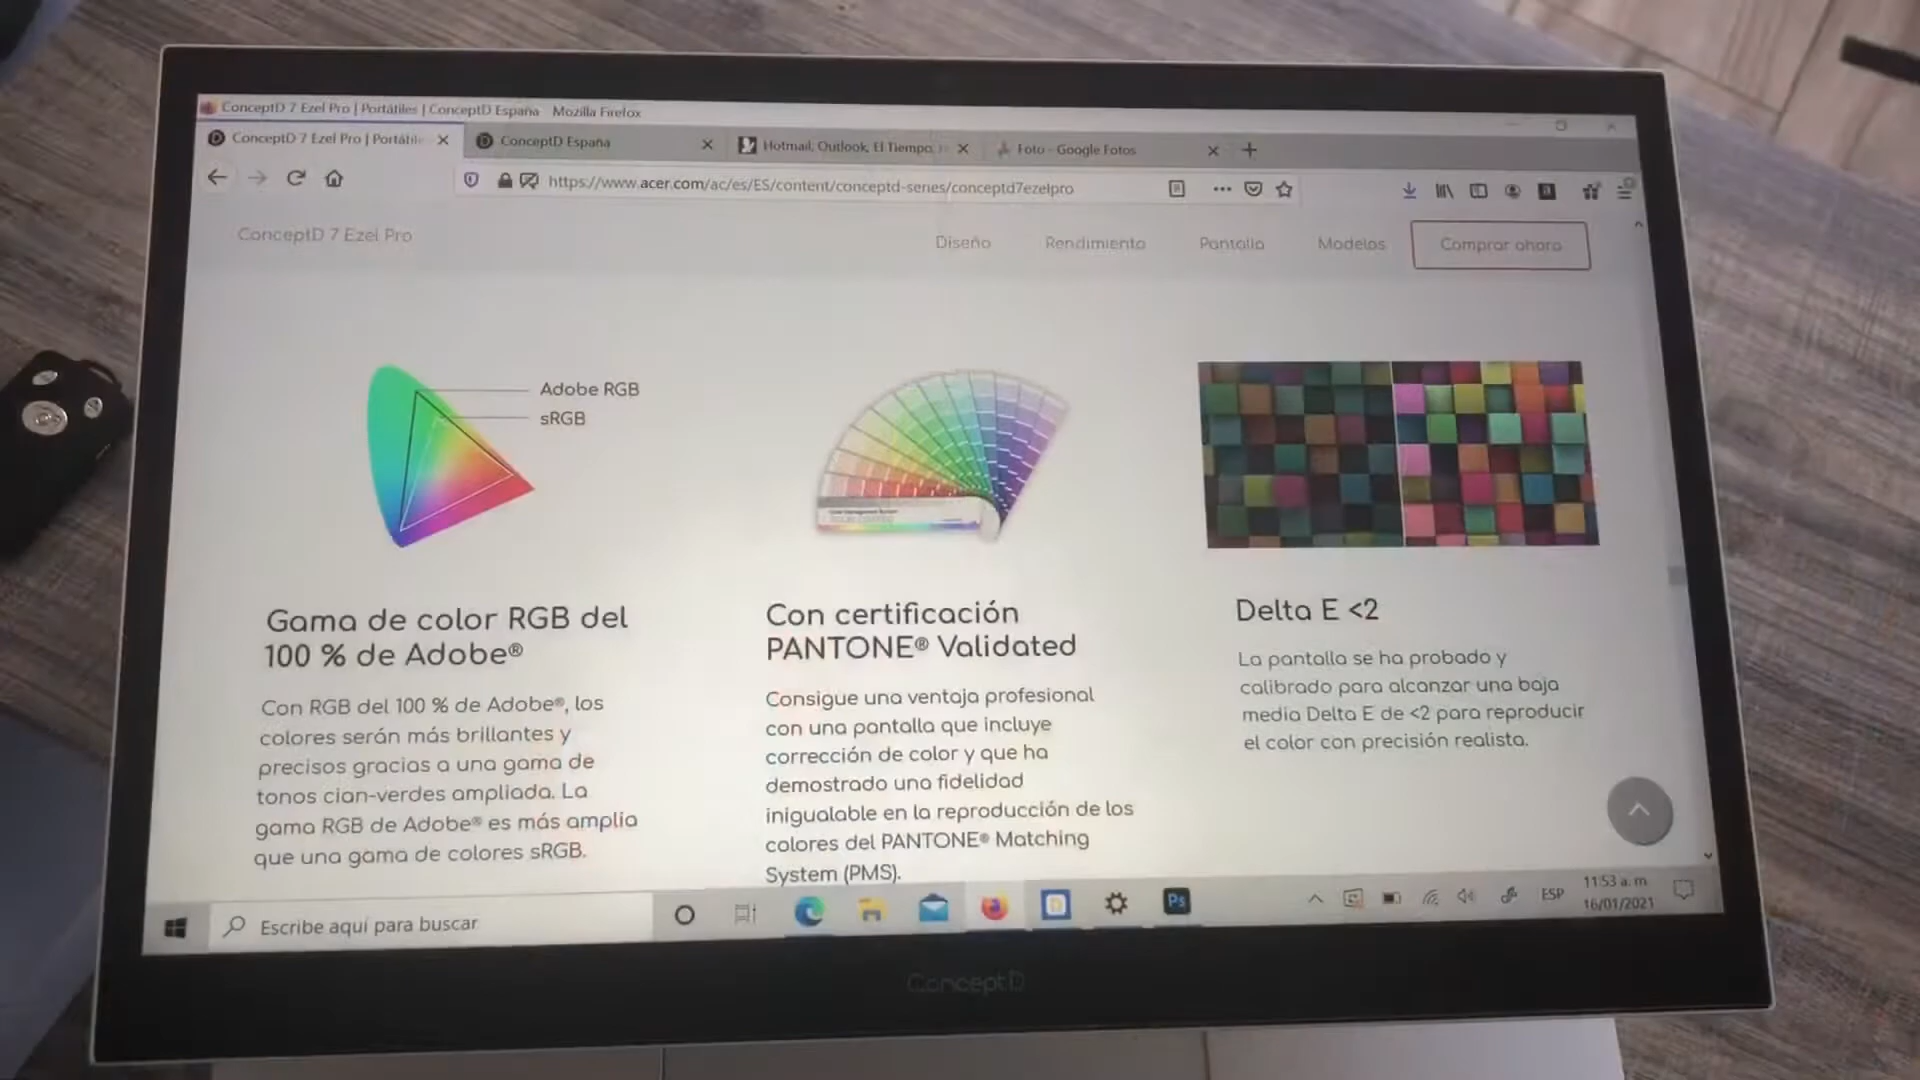 ConceptD 7 Ezel Pro | Portátiles | ConceptD España - Mozilla Firefox
ConceptD 7 Ezel Pro | Portátile
ConceptD España
Hotmail, Outlook, El Tiempo,
Foto - Google Fotos
https://www.acer.com/ac/es/ES/content/conceptd-series/conceptd7ezelpro
ConceptD 7 Ezel Pro
Diseño
Rendimiento
Pantalla
Modelos
Comprar ahora
Adobe RGB
sRGB
Gama de color RGB del
100 % de Adobe®
Con RGB del 100 % de Adobe®, los
colores serán más brillantes y
precisos gracias a una gama de
tonos cian-verdes ampliada. La
gama RGB de Adobe® es más amplia
que una gama de colores sRGB.
Con certificación
PANTONE® Validated
Consigue una ventaja profesional
con una pantalla que incluye
corrección de color y que ha
demostrado una fidelidad
inigualable en la reproducción de los
colores del PANTONE® Matching
System (PMS).
Delta E <2
La pantalla se ha probado y
calibrado para alcanzar una baja
media Delta E de <2 para reproducir
el color con precisión realista.
Escribe aquí para buscar
Ps
ESP
11:53 a. m.
16/01/2021
ConceptD